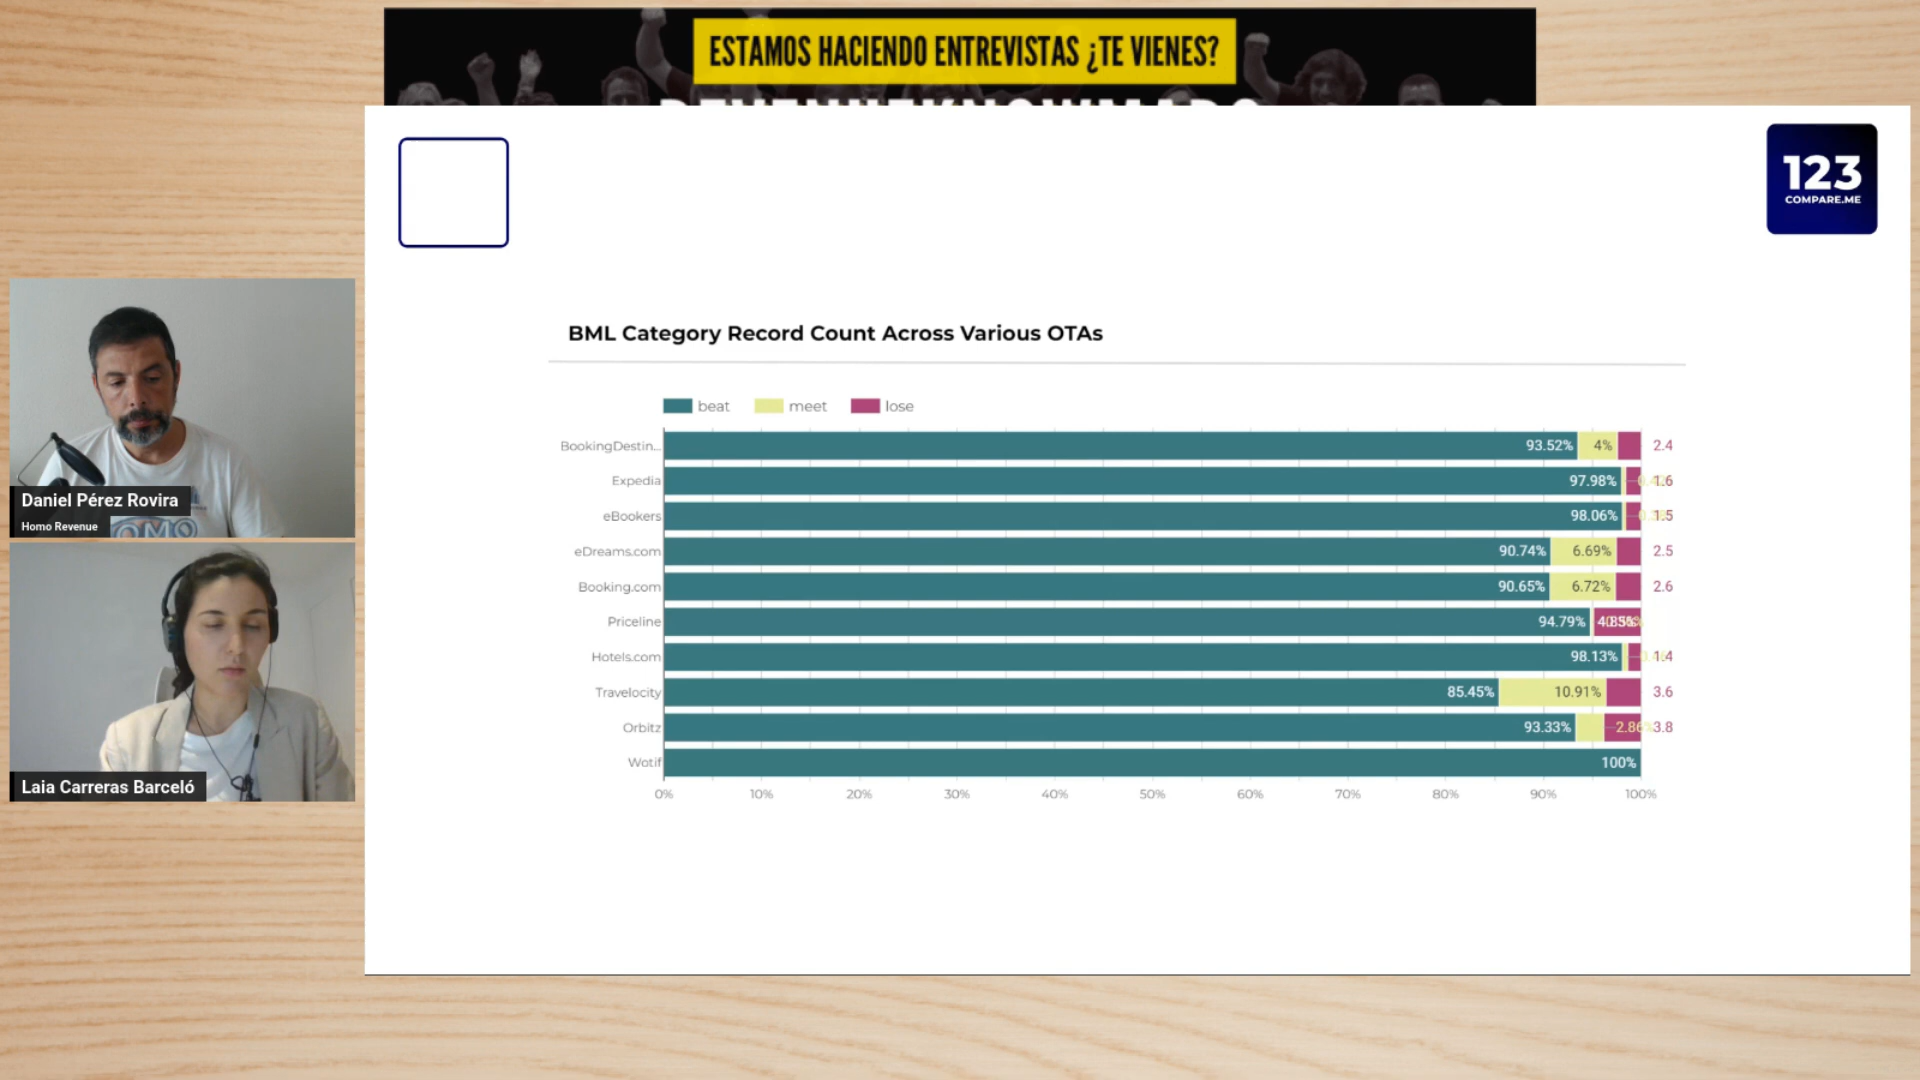 ESTAMOS HACIENDO ENTREVISTAS ¿TE VIENES?
123
COMPARE.ME
BML Category Record Count Across Various OTAs
beat meet lose
BookingDestin... 93.52% 4% 2.4
Expedia 97.98% 1.6
eBookers 98.06% 1.5
eDreams.com 90.74% 6.69% 2.5
Booking.com 90.65% 6.72% 2.6
Priceline 94.79%
Hotels.com 98.13% 1.4
Travelocity 85.45% 10.91% 3.6
Orbitz 93.33% 2.86 3.8
Wotif 100%
0% 10% 20% 30% 40% 50% 60% 70% 80% 90% 100%
Daniel Pérez Rovira
Homo Revenue
Laia Carreras Barceló